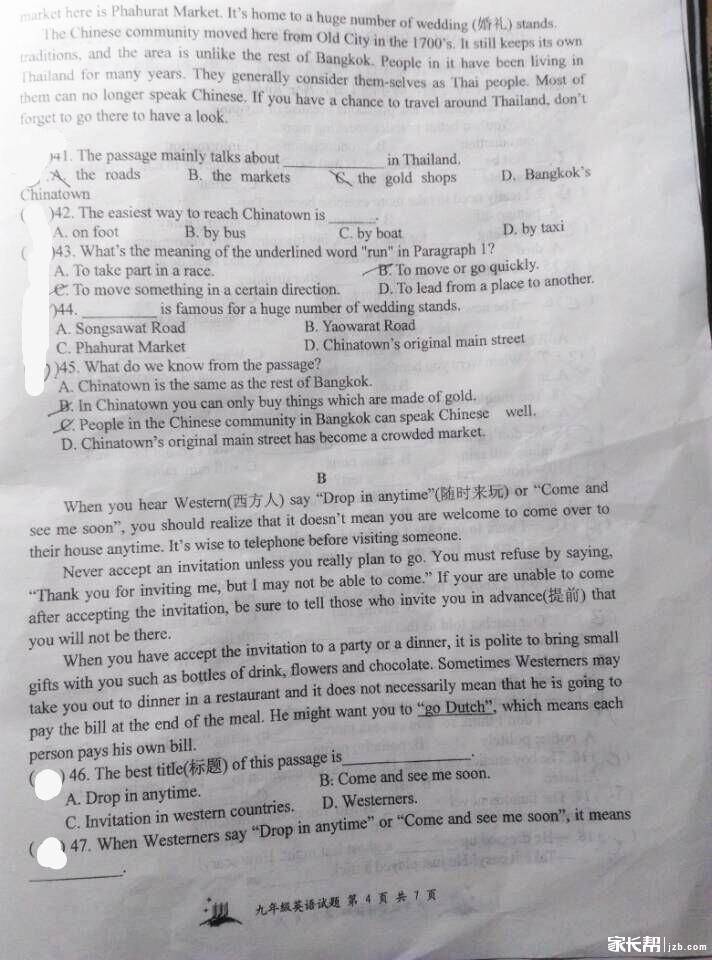 market here is Phahurat Market. It's home to a huge number of wedding (婚礼) stands.
The Chinese community moved here from Old City in the 1700's. It still keeps its own
traditions, and the area is unlike the rest of Bangkok. People in it have been living in
Thailand for many years. They generally consider them-selves as Thai people. Most of
them can no longer speak Chinese. If you have a chance to travel around Thailand, don't
forget to go there to have a look.
)41. The passage mainly talks about ____________ in Thailand.
A. the roads B. the markets C. the gold shops D. Bangkok's
Chinatown
( )42. The easiest way to reach Chinatown is ______.
A. on foot B. by bus C. by boat D. by taxi
( )43. What's the meaning of the underlined word "run" in Paragraph 1?
A. To take part in a race. B. To move or go quickly.
C. To move something in a certain direction. D. To lead from a place to another.
)44. _________ is famous for a huge number of wedding stands.
A. Songsawat Road B. Yaowarat Road
C. Phahurat Market D. Chinatown's original main street
)45. What do we know from the passage?
A. Chinatown is the same as the rest of Bangkok.
B. In Chinatown you can only buy things which are made of gold.
C. People in the Chinese community in Bangkok can speak Chinese well.
D. Chinatown's original main street has become a crowded market.
B
When you hear Western(西方人) say “Drop in anytime”(随时来玩) or “Come and
see me soon”, you should realize that it doesn't mean you are welcome to come over to
their house anytime. It's wise to telephone before visiting someone.
Never accept an invitation unless you really plan to go. You must refuse by saying,
“Thank you for inviting me, but I may not be able to come.” If your are unable to come
after accepting the invitation, be sure to tell those who invite you in advance(提前) that
you will not be there.
When you have accept the invitation to a party or a dinner, it is polite to bring small
gifts with you such as bottles of drink, flowers and chocolate. Sometimes Westerners may
take you out to dinner in a restaurant and it does not necessarily mean that he is going to
pay the bill at the end of the meal. He might want you to “go Dutch”, which means each
person pays his own bill.
( ) 46. The best title(标题) of this passage is_______________.
A. Drop in anytime. B: Come and see me soon.
C. Invitation in western countries. D. Westerners.
( ) 47. When Westerners say “Drop in anytime” or “Come and see me soon”, it means
___________.
九年级英语试题 第 4 页 共 7 页
家长帮 jzb.com